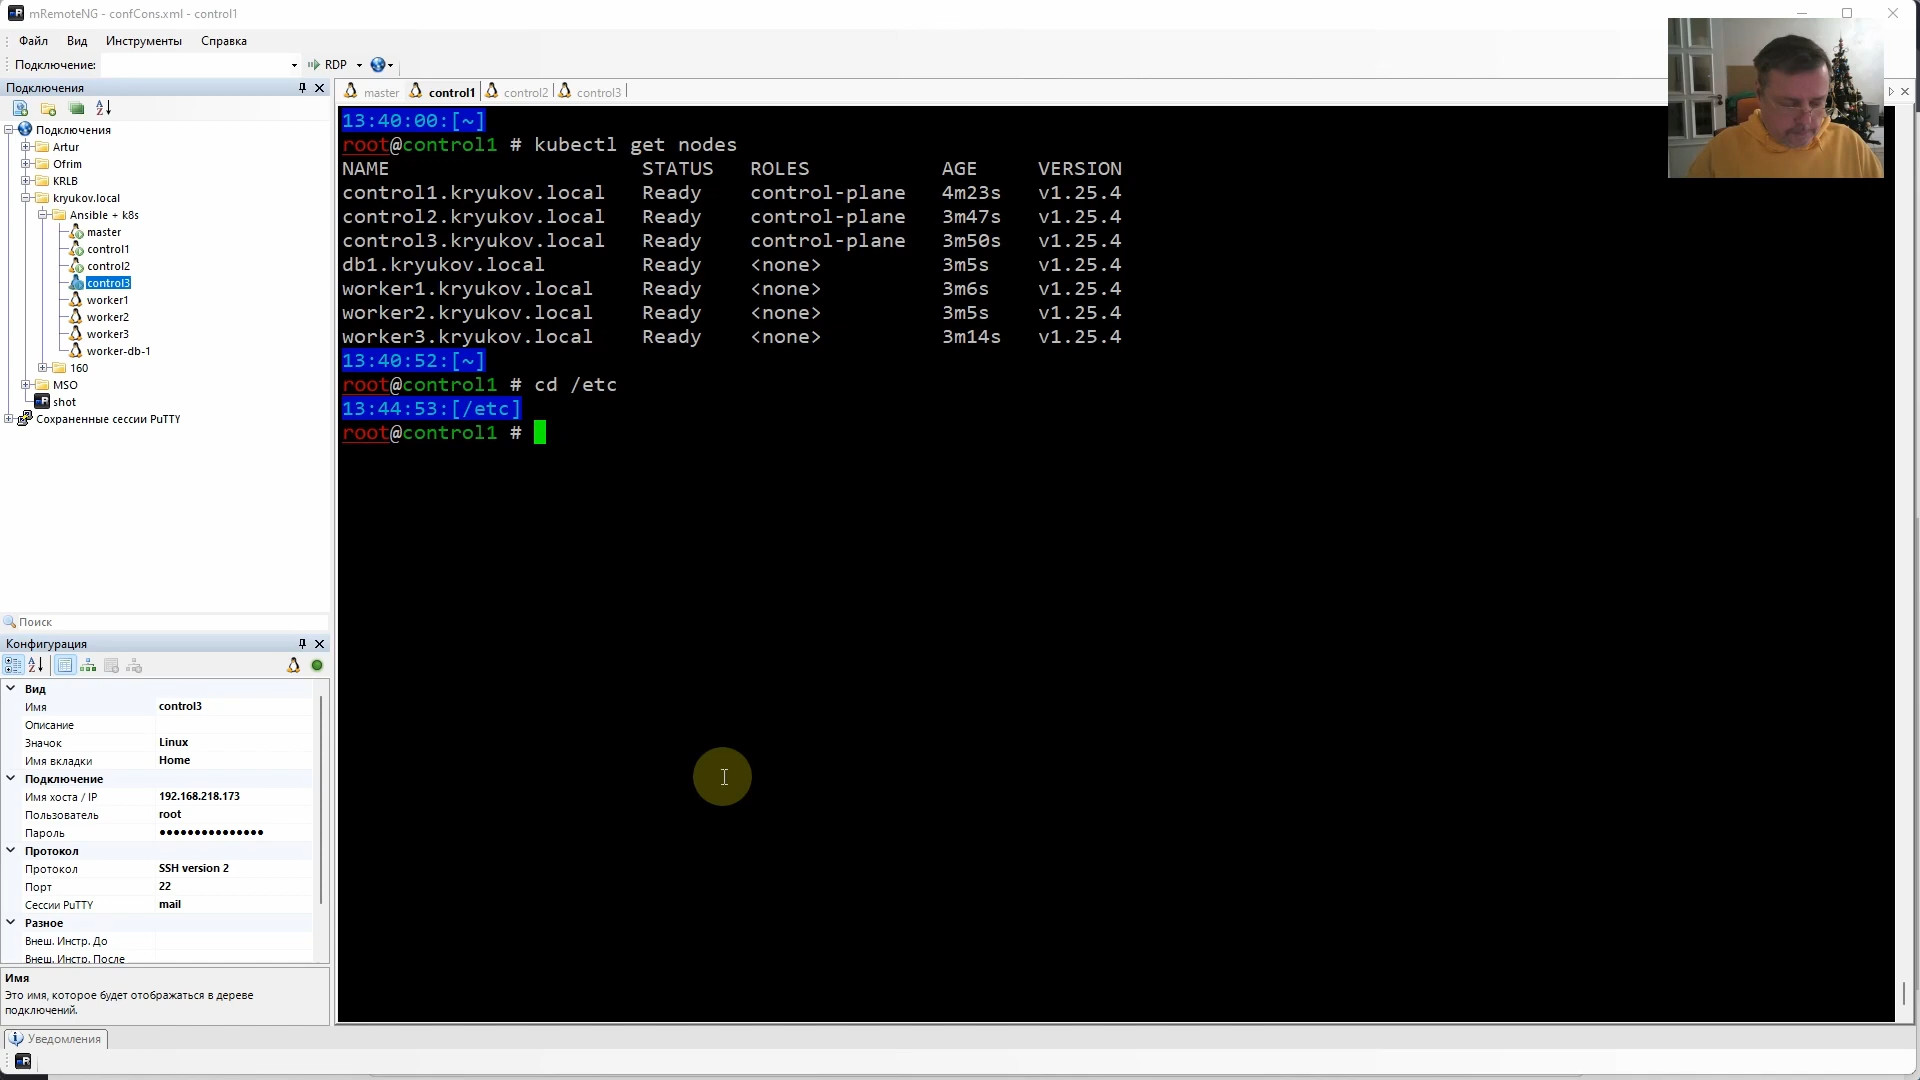 mRemoteNG - confCons.xml - control1
Файл Вид Инструменты Справка
Подключение: RDP
Подключения
master control1 control2 control3
Подключения
Artur
Ofrim
KRLB
kryukov.local
Ansible + k8s
master
control1
control2
control3
worker1
worker2
worker3
worker-db-1
160
MSO
shot
Сохраненные сессии PuTTY
Поиск
Конфигурация
Вид
Имя control3
Описание
Значок Linux
Имя вкладки Home
Подключение
Имя хоста / IP 192.168.218.173
Пользователь root
Пароль ●●●●●●●●●●●●●●●
Протокол
Протокол SSH version 2
Порт 22
Сессии PuTTY mail
Разное
Внеш. Инстр. До
Внеш. Инстр. После
Имя
Это имя, которое будет отображаться в дереве
подключений.
Уведомления
13:40:00:[~]
root@control1 # kubectl get nodes
NAME STATUS ROLES AGE VERSION
control1.kryukov.local Ready control-plane 4m23s v1.25.4
control2.kryukov.local Ready control-plane 3m47s v1.25.4
control3.kryukov.local Ready control-plane 3m50s v1.25.4
db1.kryukov.local Ready <none> 3m5s v1.25.4
worker1.kryukov.local Ready <none> 3m6s v1.25.4
worker2.kryukov.local Ready <none> 3m5s v1.25.4
worker3.kryukov.local Ready <none> 3m14s v1.25.4
13:40:52:[~]
root@control1 # cd /etc
13:44:53:[/etc]
root@control1 #